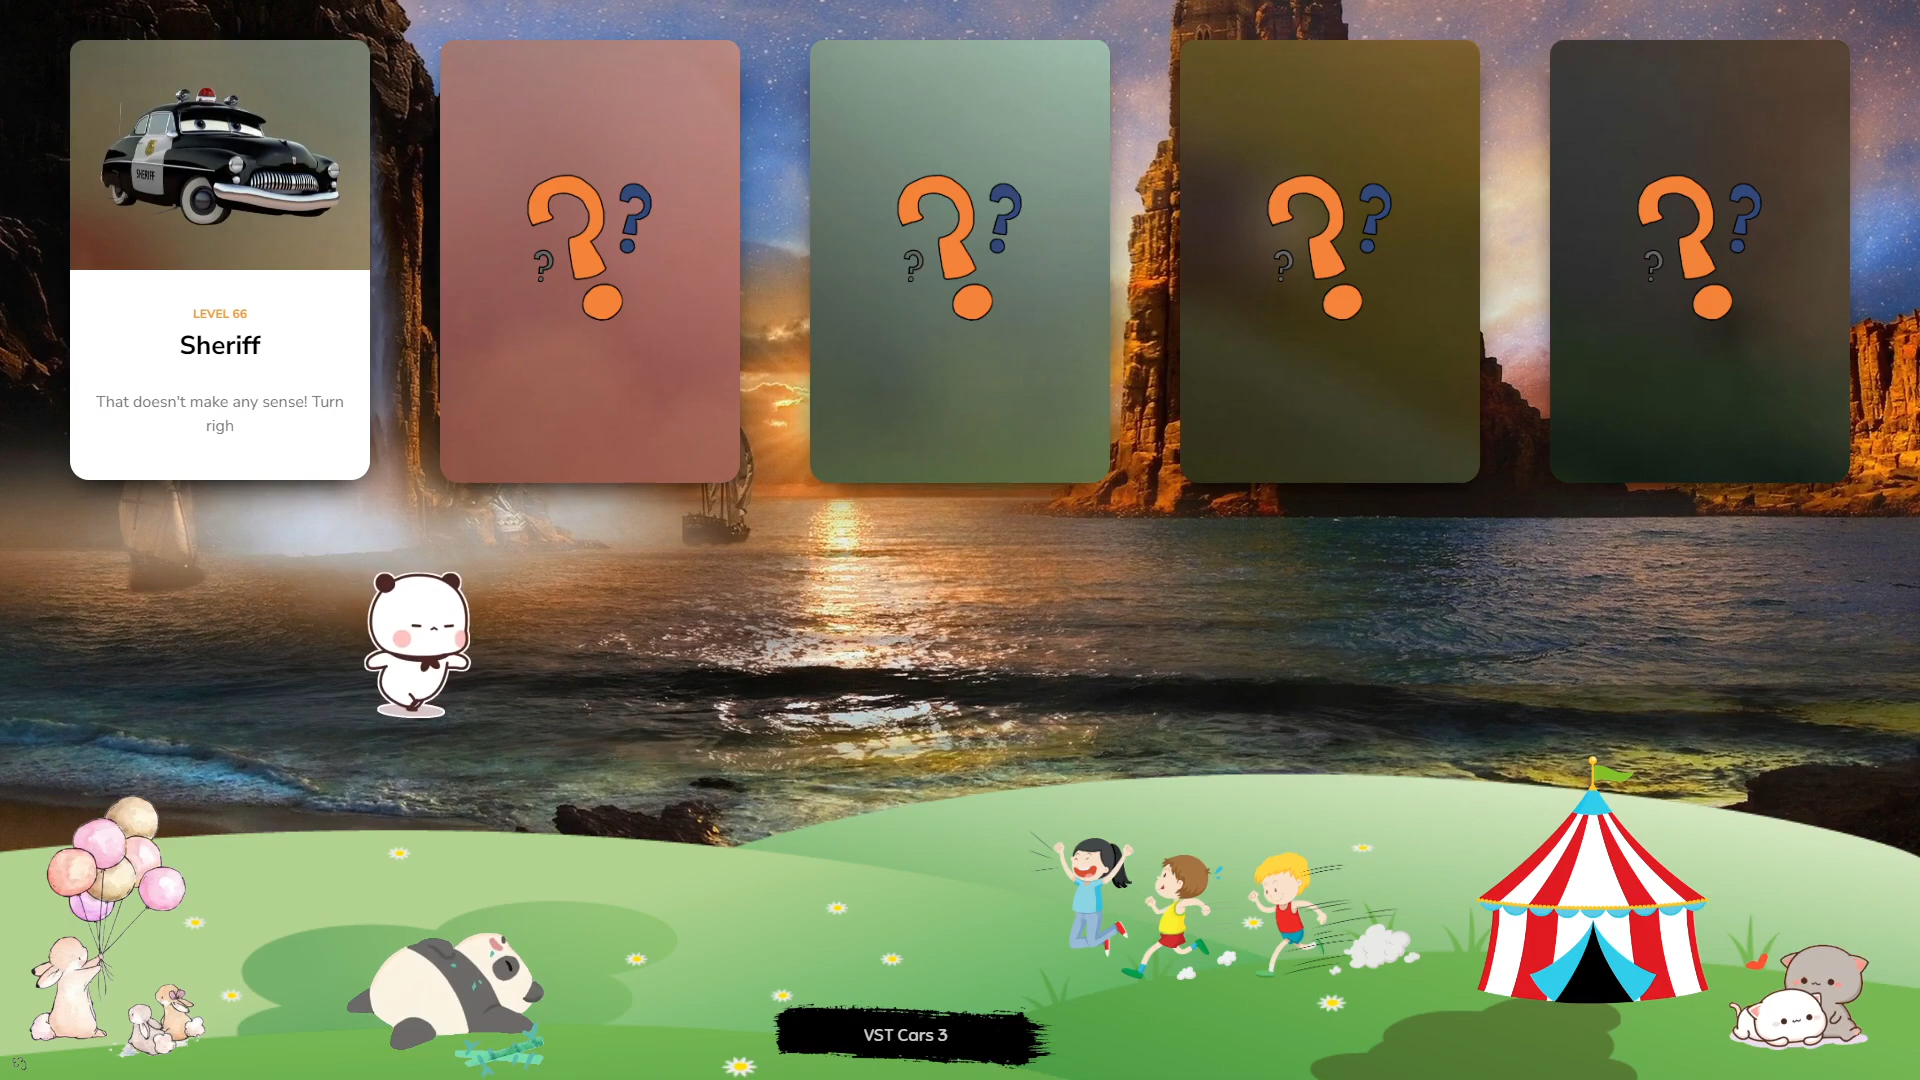 SHERIFF
LEVEL 66
Sheriff
That doesn't make any sense! Turn
righ
? ? ?
? ? ?
? ? ?
? ? ?
VST Cars 3